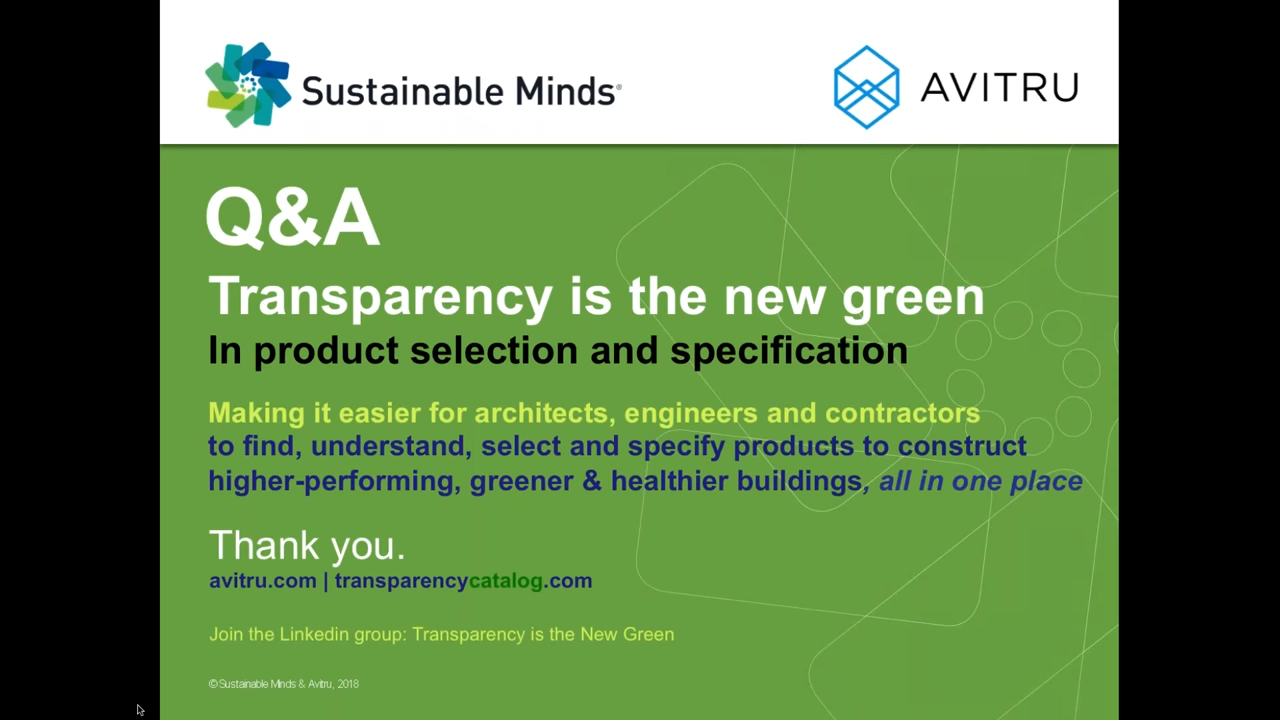 Sustainable Minds®
AVITRU
Q&A
Transparency is the new green
In product selection and specification
Making it easier for architects, engineers and contractors
to find, understand, select and specify products to construct
higher-performing, greener & healthier buildings, all in one place
Thank you.
avitru.com | transparencycatalog.com
Join the Linkedin group: Transparency is the New Green
©Sustainable Minds & Avitru, 2018